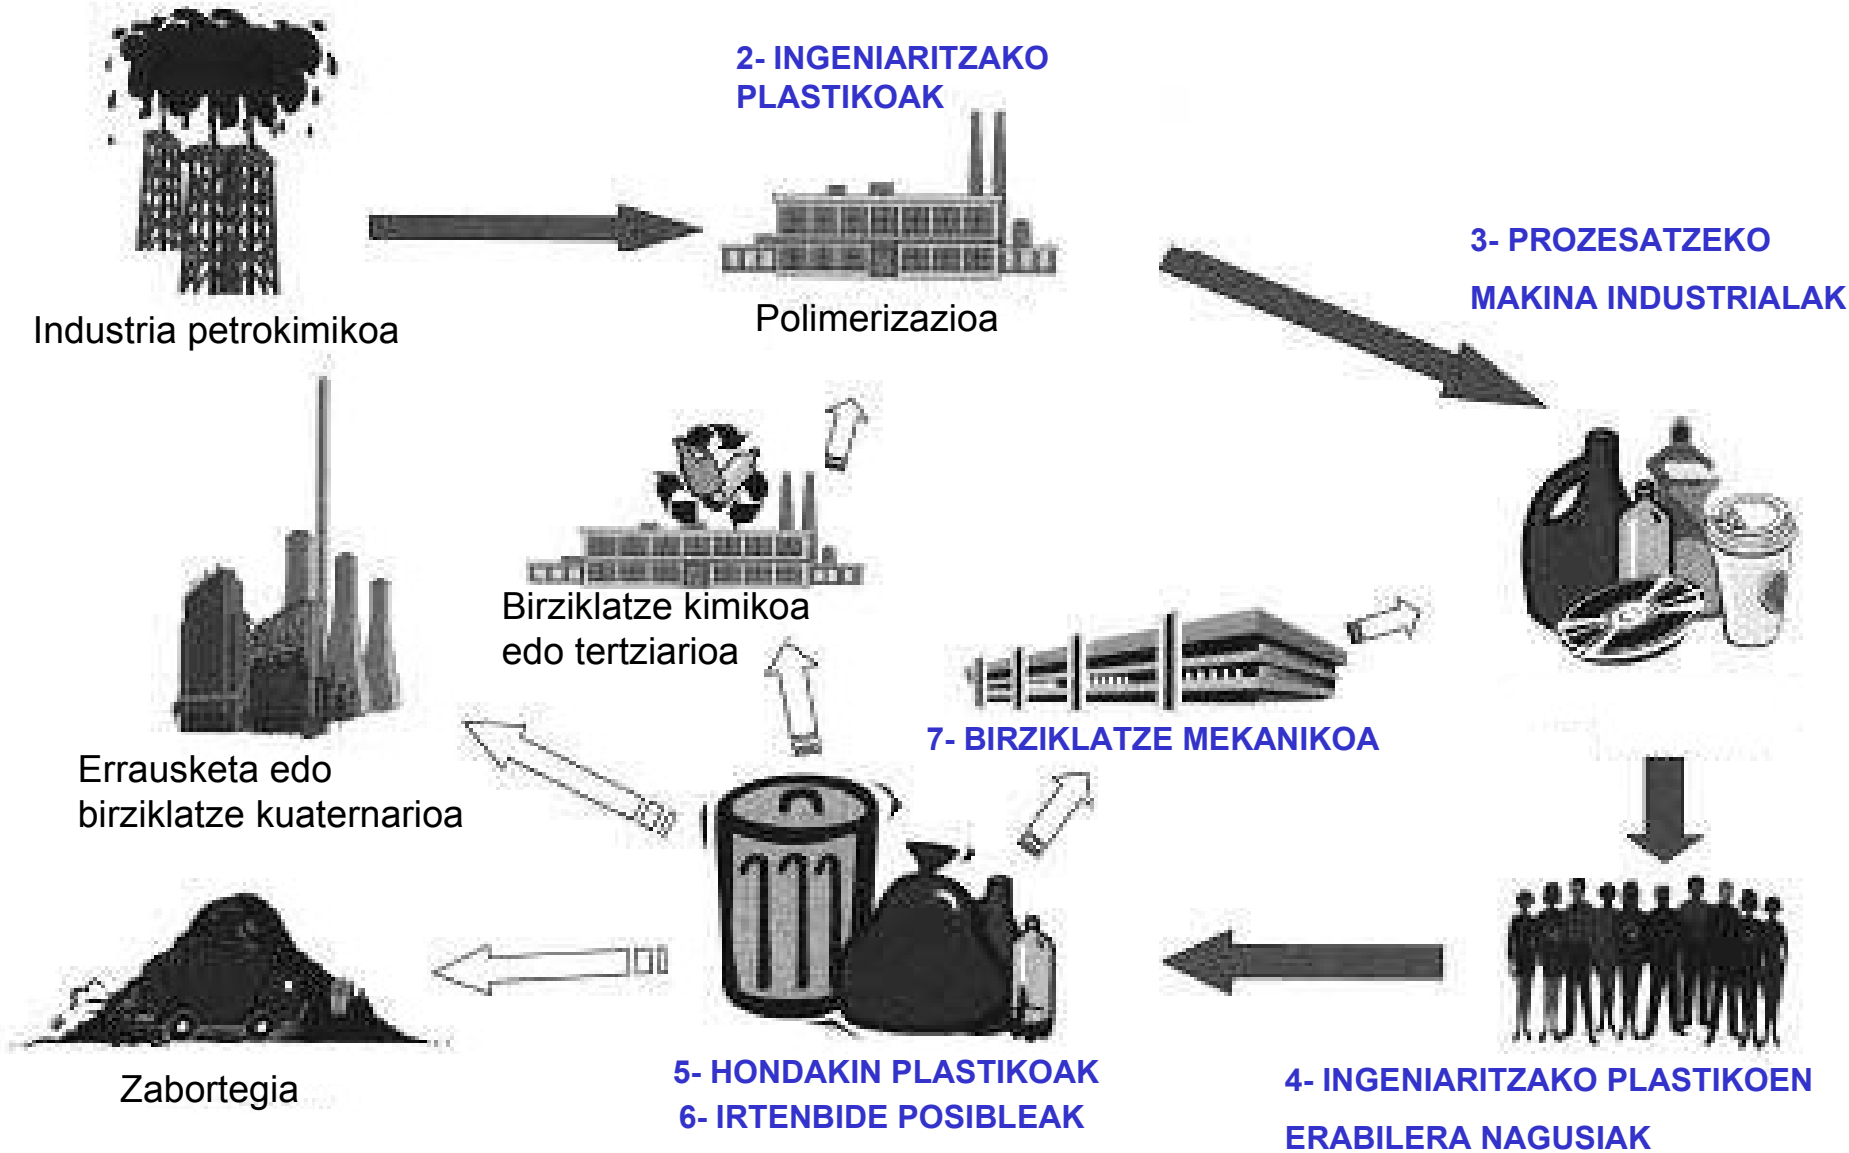 2- INGENIARITZAKO
PLASTIKOAK
3- PROZESATZEKO
MAKINA INDUSTRIALAK
Industria petrokimikoa
Polimerizazioa
Birziklatze kimikoa
edo tertziarioa
7- BIRZIKLATZE MEKANIKOA
Errausketa edo
birziklatze kuaternarioa
Zabortegia
5- HONDAKIN PLASTIKOAK
6- IRTENBIDE POSIBLEAK
4- INGENIARITZAKO PLASTIKOEN
ERABILERA NAGUSIAK